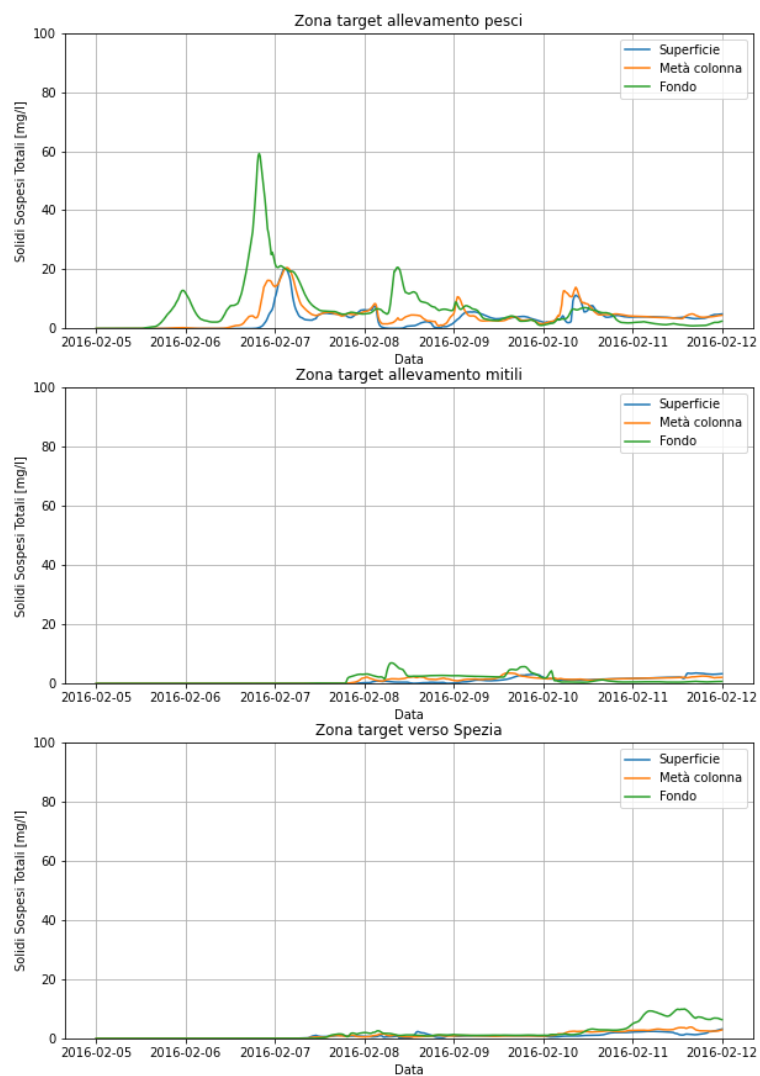 Zona target allevamento pesci
100
80
60
40
20
0
Solidi Sospesi Totali [mg/l]
Superficie
Metà colonna
Fondo
2016-02-05 2016-02-06 2016-02-07 2016-02-08 2016-02-09 2016-02-10 2016-02-11 2016-02-12
Data
Zona target allevamento mitili
100
80
60
40
20
0
Solidi Sospesi Totali [mg/l]
Superficie
Metà colonna
Fondo
2016-02-05 2016-02-06 2016-02-07 2016-02-08 2016-02-09 2016-02-10 2016-02-11 2016-02-12
Data
Zona target verso Spezia
100
80
60
40
20
0
Solidi Sospesi Totali [mg/l]
Superficie
Metà colonna
Fondo
2016-02-05 2016-02-06 2016-02-07 2016-02-08 2016-02-09 2016-02-10 2016-02-11 2016-02-12
Data